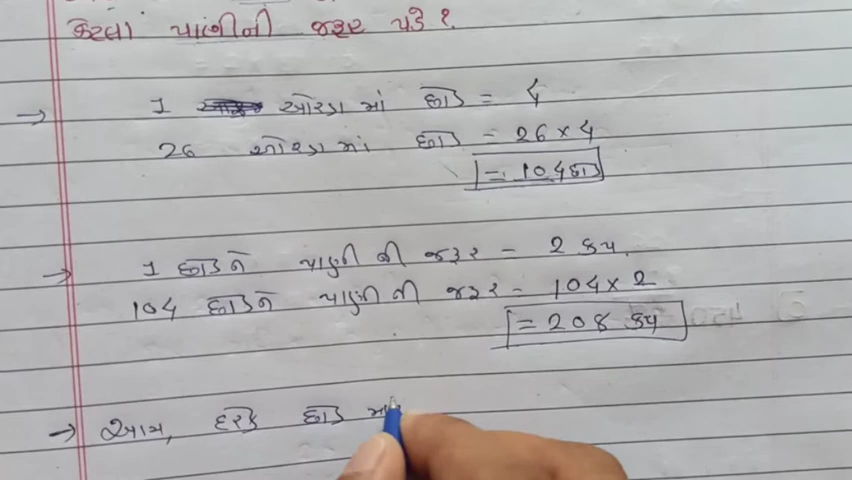 કેટલાં પાણીની જરૂર પડે?
→ 1 ઓરડામાં છોડ = 4
26 ઓરડામાં છોડ = 26 × 4
= 104 છોડ
→ 1 છોડને પાણીની જરૂર = 2 કપ
104 છોડને પાણીની જરૂર = 104 × 2
= 208 કપ
→ આમ, દરેક છોડ મા